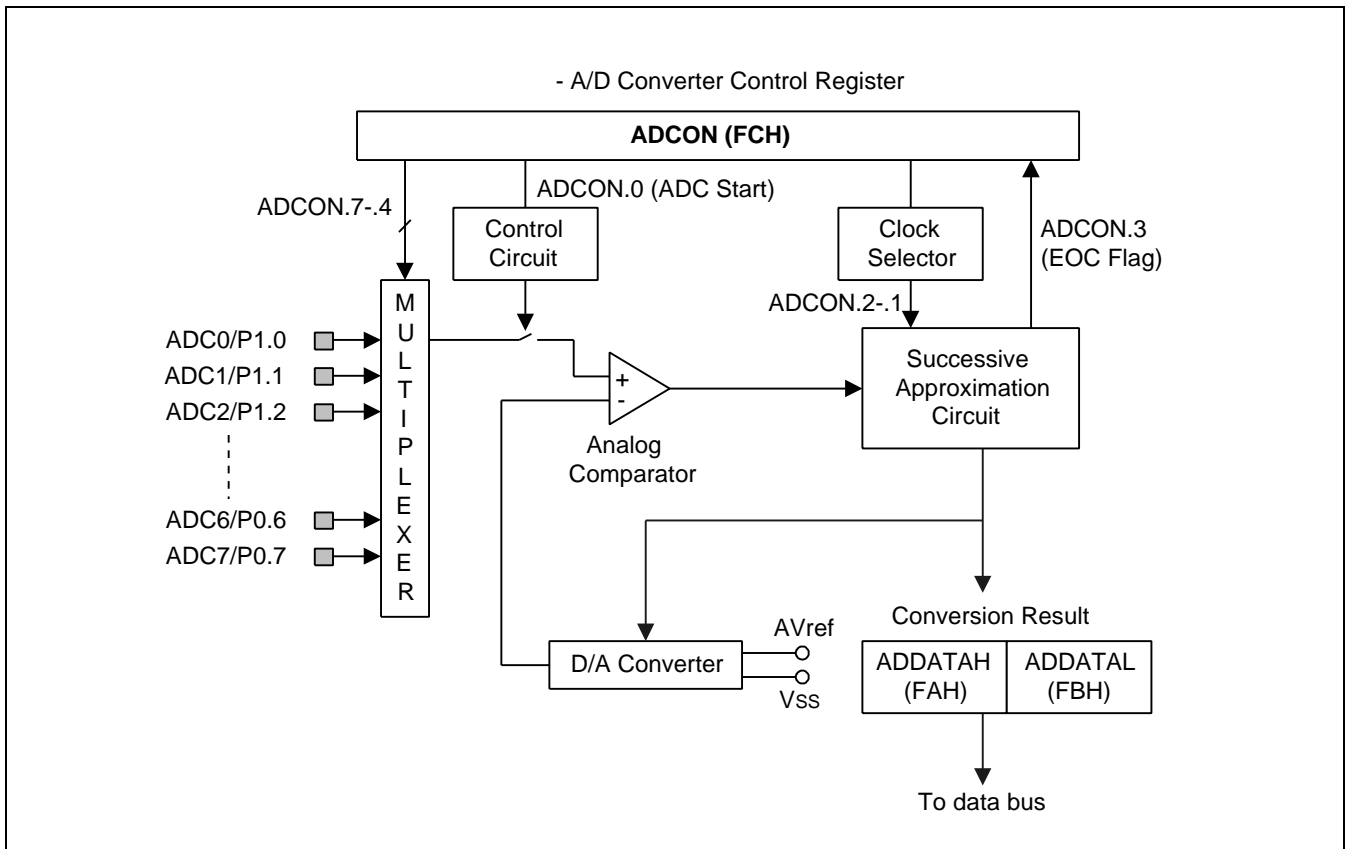 - A/D Converter Control Register
ADCON (FCH)
ADCON.7-.4
ADCON.0 (ADC Start)
Control
Circuit
Clock
Selector
ADCON.3
(EOC Flag)
ADCON.2-.1
MULTIPLEXER
ADC0/P1.0
ADC1/P1.1
ADC2/P1.2
ADC6/P0.6
ADC7/P0.7
+
-
Analog
Comparator
Successive
Approximation
Circuit
D/A Converter
AVref
VSS
Conversion Result
ADDATAH
(FAH)
ADDATAL
(FBH)
To data bus